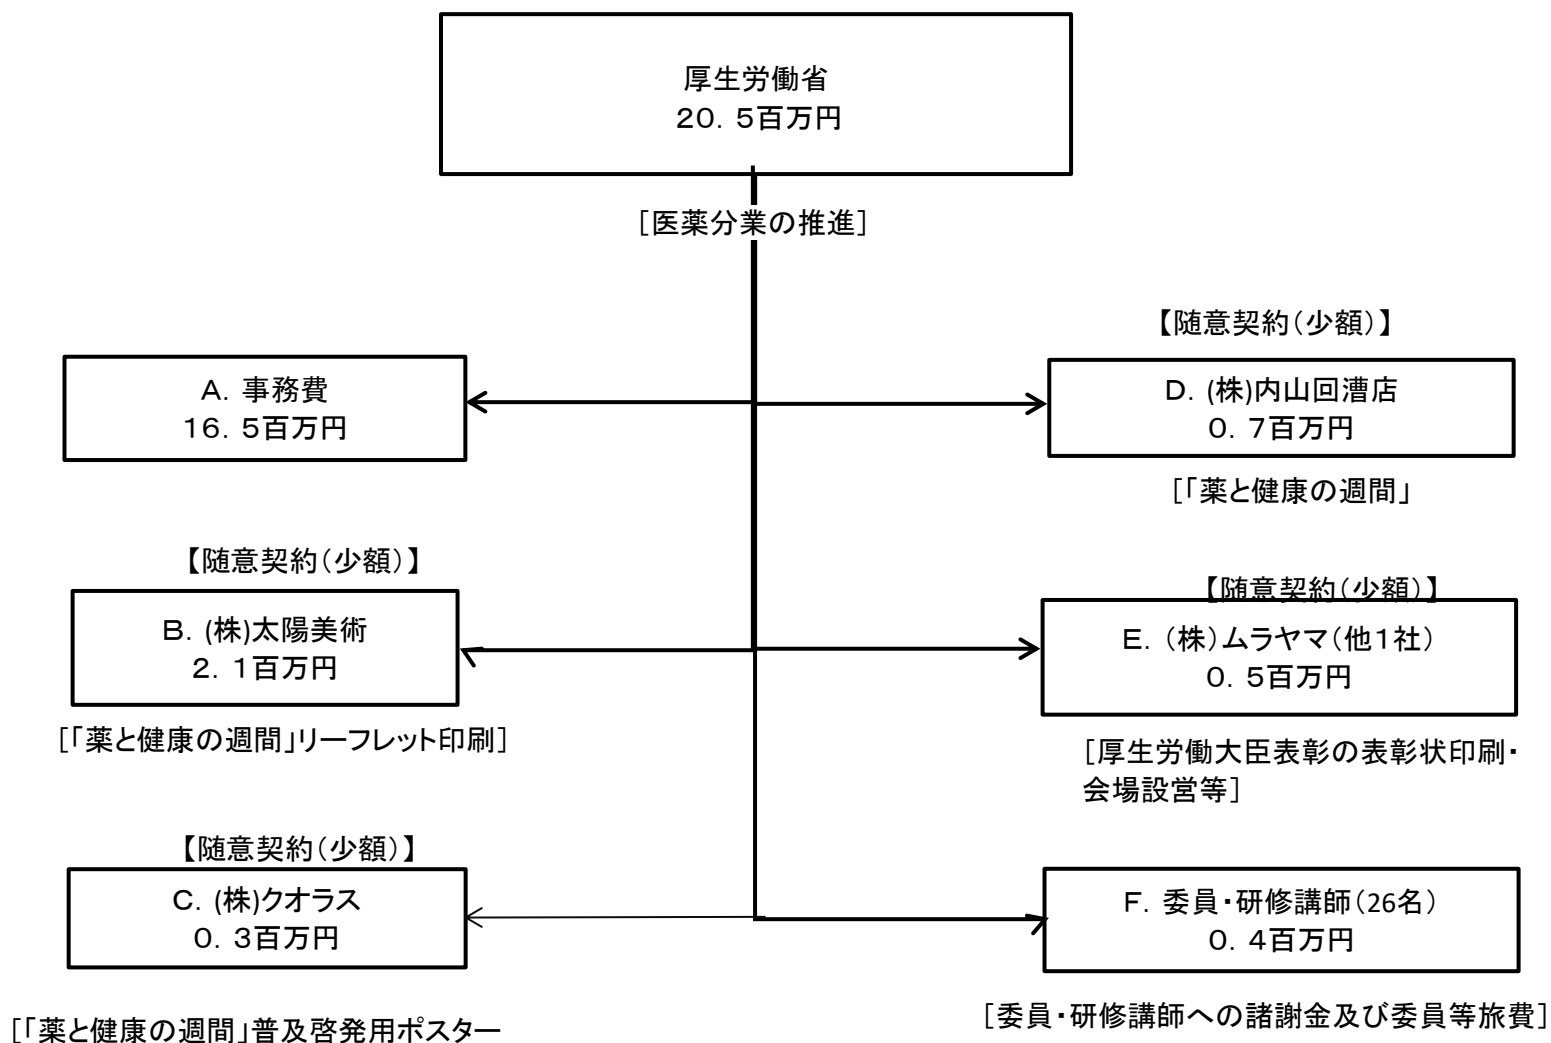 厚生労働省
20．5百万円
［医薬分業の推進］
A．事務費
16．5百万円
【随意契約（少額）】
D．(株)内山回漕店
0．7百万円
［「薬と健康の週間」
【随意契約（少額）】
B．(株)太陽美術
2．1百万円
［「薬と健康の週間」リーフレット印刷］
【随意契約（少額）】
E．（株）ムラヤマ（他１社）
0．5百万円
［厚生労働大臣表彰の表彰状印刷・
会場設営等］
【随意契約（少額）】
C．(株)クオラス
0．3百万円
［「薬と健康の週間」普及啓発用ポスター
F．委員・研修講師（26名）
0．4百万円
［委員・研修講師への諸謝金及び委員等旅費］